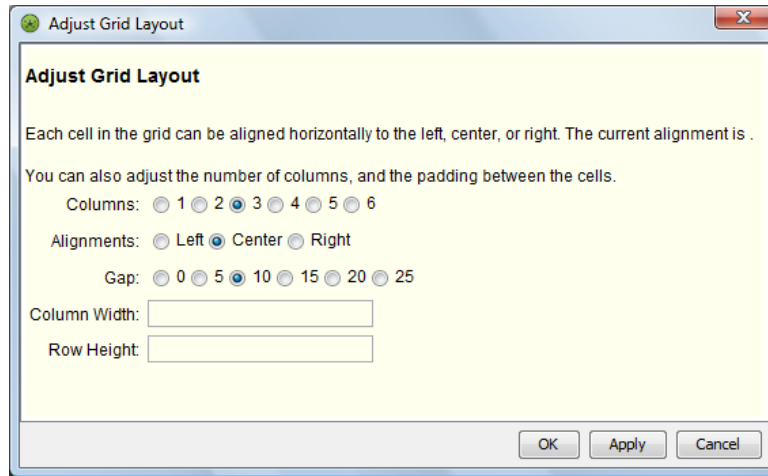 Adjust Grid Layout
Adjust Grid Layout
Each cell in the grid can be aligned horizontally to the left, center, or right. The current alignment is .
You can also adjust the number of columns, and the padding between the cells.
Columns: 1 2 3 4 5 6
Alignments: Left Center Right
Gap: 0 5 10 15 20 25
Column Width:
Row Height:
OK Apply Cancel